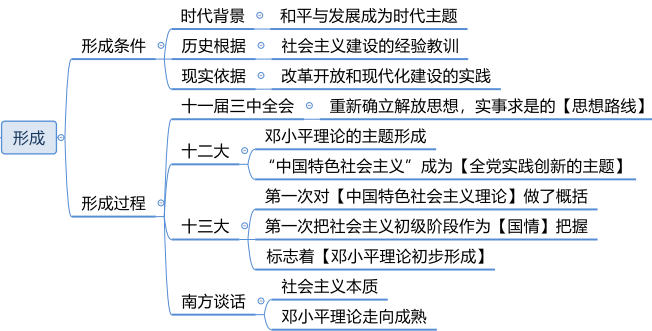 形成
形成条件
时代背景
和平与发展成为时代主题
历史根据
社会主义建设的经验教训
现实依据
改革开放和现代化建设的实践
形成过程
十一届三中全会
重新确立解放思想，实事求是的【思想路线】
十二大
邓小平理论的主题形成
“中国特色社会主义”成为【全党实践创新的主题】
十三大
第一次对【中国特色社会主义理论】做了概括
第一次把社会主义初级阶段作为【国情】把握
标志着【邓小平理论初步形成】
南方谈话
社会主义本质
邓小平理论走向成熟